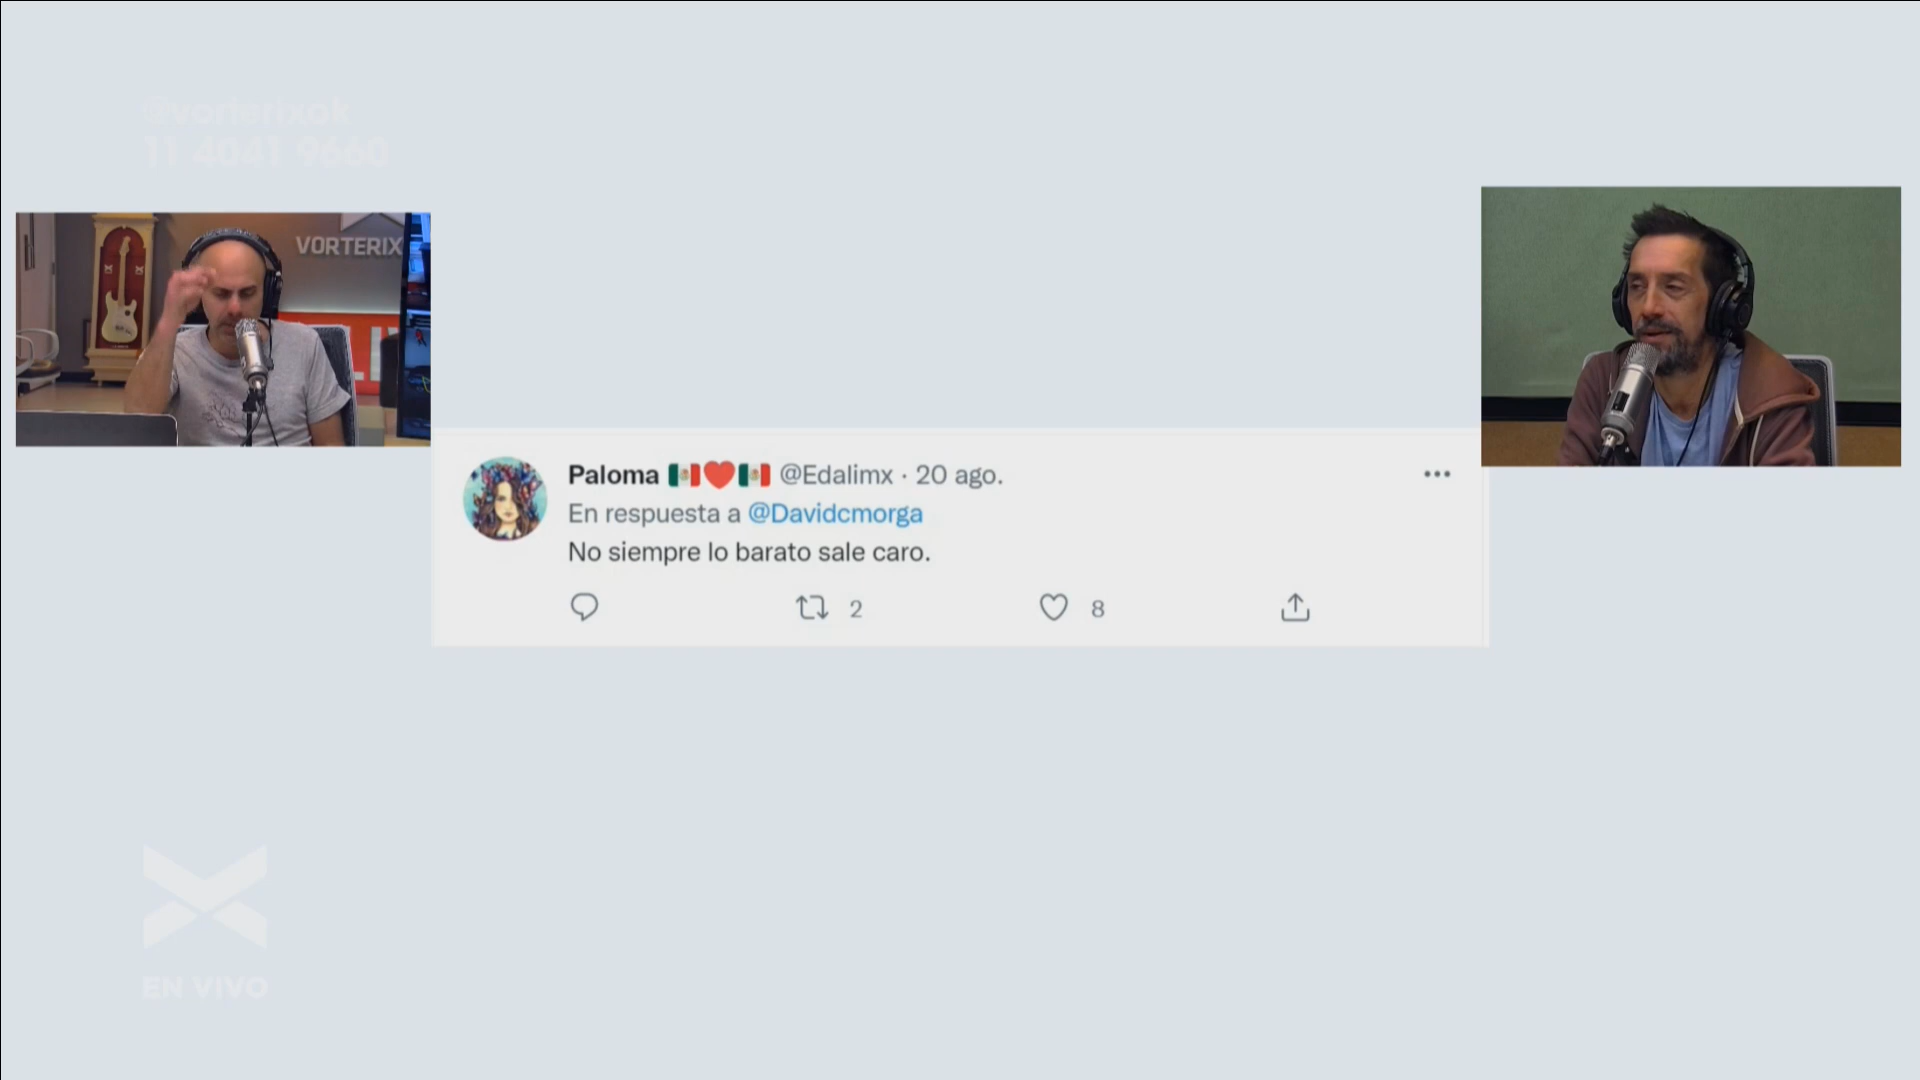 @vorterixok
11 4041 9660
VORTERIX
Paloma 🇲🇽❤️🇲🇽 @Edalimx · 20 ago.
En respuesta a @Davidcmorga
No siempre lo barato sale caro.
2
8
EN VIVO